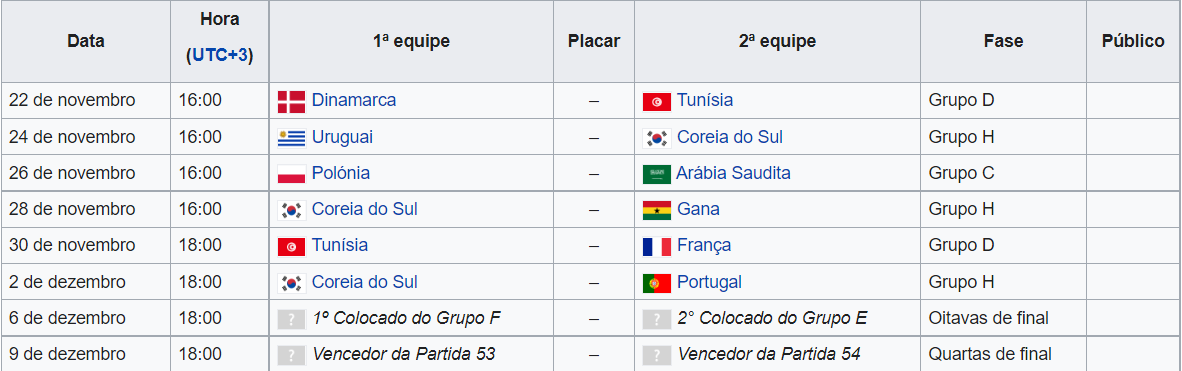 Data Hora (UTC+3) 1ª equipe Placar 2ª equipe Fase Público
22 de novembro 16:00 Dinamarca – Tunísia Grupo D
24 de novembro 16:00 Uruguai – Coreia do Sul Grupo H
26 de novembro 16:00 Polónia – Arábia Saudita Grupo C
28 de novembro 16:00 Coreia do Sul – Gana Grupo H
30 de novembro 18:00 Tunísia – França Grupo D
2 de dezembro 18:00 Coreia do Sul – Portugal Grupo H
6 de dezembro 18:00 ? 1º Colocado do Grupo F – ? 2° Colocado do Grupo E Oitavas de final
9 de dezembro 18:00 ? Vencedor da Partida 53 – ? Vencedor da Partida 54 Quartas de final